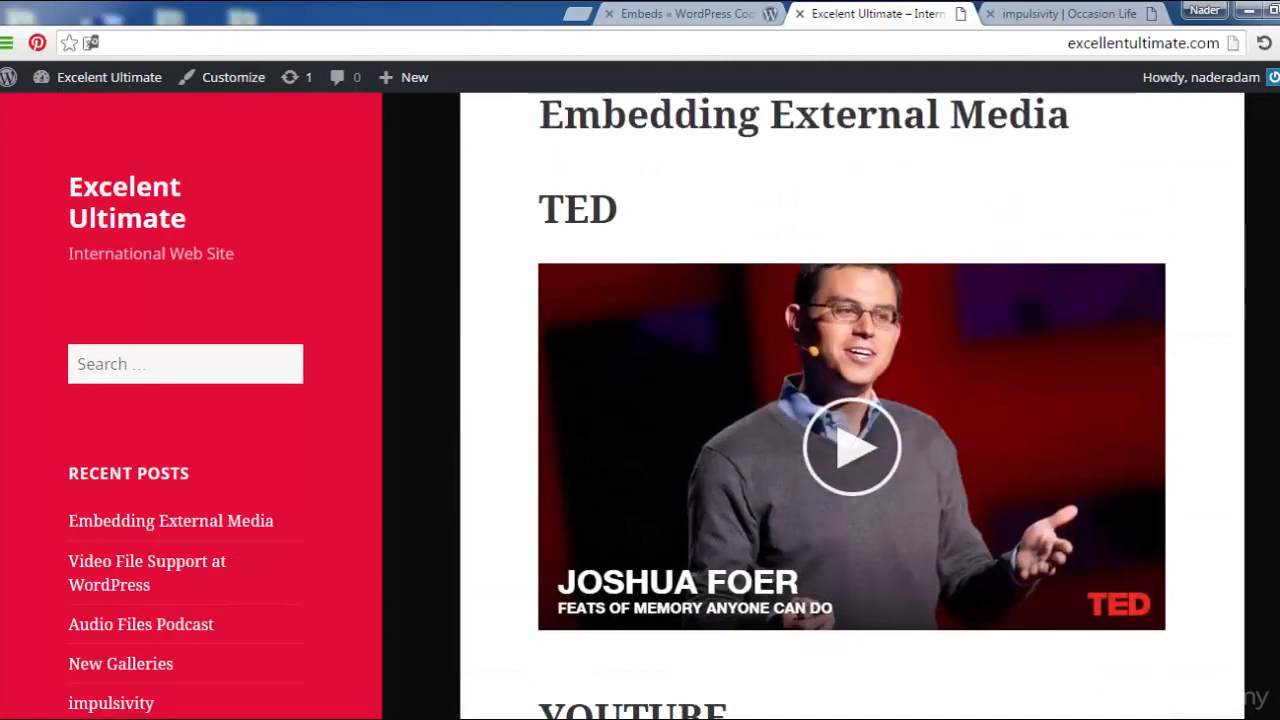 Embeds « WordPress Co
Excelent Ultimate – Intern
impulsivity | Occasion Life
Nader
excellentultimate.com
Excelent Ultimate
Customize
1
0
New
Howdy, naderadam
Embedding External Media
Excelent
Ultimate
International Web Site
TED
Search …
JOSHUA FOER
FEATS OF MEMORY ANYONE CAN DO
TED
RECENT POSTS
Embedding External Media
Video File Support at
WordPress
Audio Files Podcast
New Galleries
impulsivity
YOUTUBE